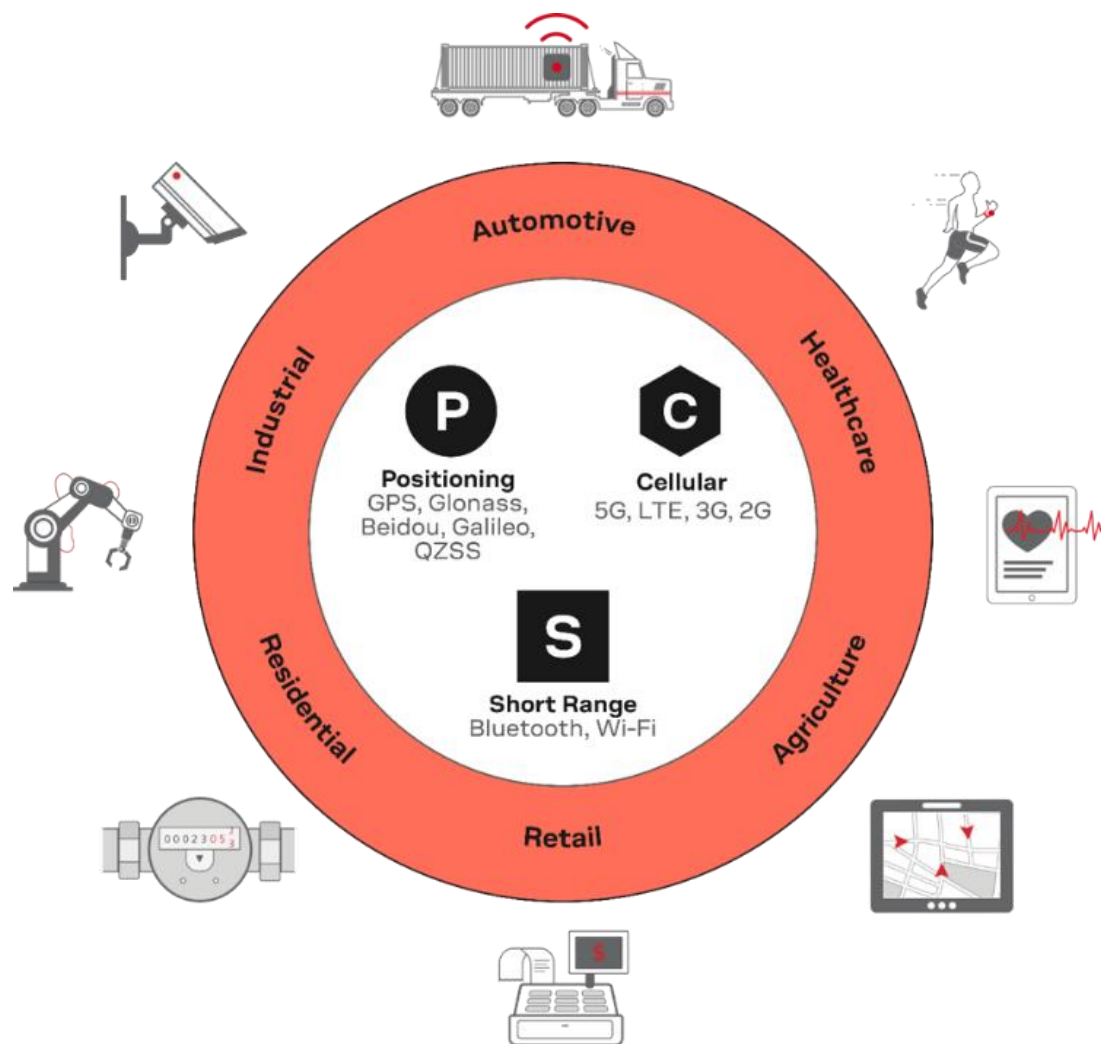 Automotive
Healthcare
Agriculture
Retail
Residential
Industrial
P
Positioning
GPS, Glonass,
Beidou, Galileo,
QZSS
C
Cellular
5G, LTE, 3G, 2G
S
Short Range
Bluetooth, Wi-Fi
$